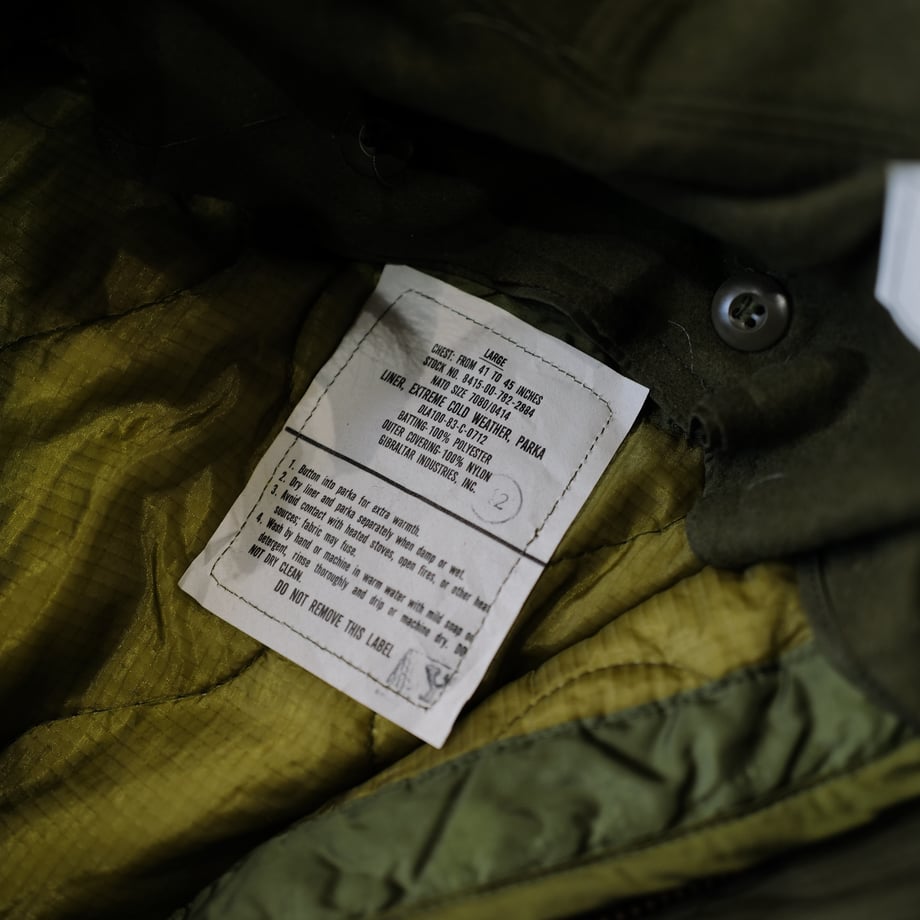 LARGE
CHEST: FROM 41 TO 45 INCHES
STOCK NO. 8415-00-782-2884
NATO SIZE 7080/0414
LINER, EXTREME COLD WEATHER, PARKA
DLA100-83-C-0712
BATTING-100% POLYESTER
OUTER COVERING-100% NYLON
GIBRALTAR INDUSTRIES, INC.
2
1. Button into parka for extra warmth.
2. Dry liner and parka separately when damp or wet.
3. Avoid contact with heated stoves, open fires, or other heat
sources; fabric may fuse.
4. Wash by hand or machine in warm water with mild soap or
detergent, rinse thoroughly and drip or machine dry. DO
NOT DRY CLEAN.
DO NOT REMOVE THIS LABEL